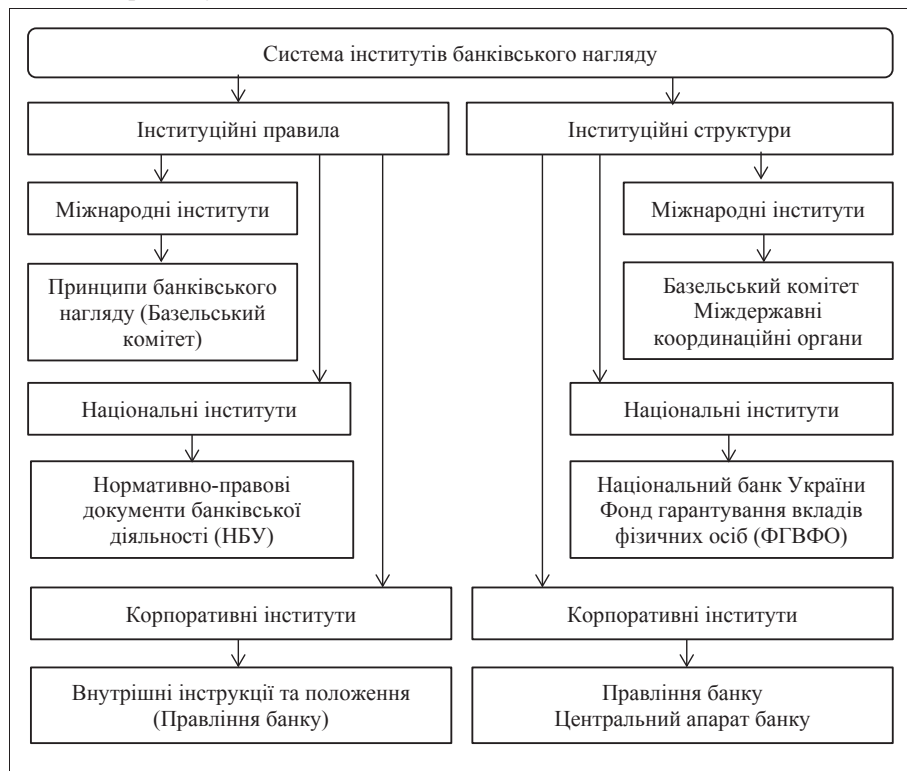 Система інститутів банківського нагляду
Інституційні правила
Інституційні структури
Міжнародні інститути
Міжнародні інститути
Принципи банківського
нагляду (Базельський
комітет)
Базельський комітет
Міждержавні
координаційні органи
Національні інститути
Національні інститути
Нормативно-правові
документи банківської
діяльності (НБУ)
Національний банк України
Фонд гарантування вкладів
фізичних осіб (ФГВФО)
Корпоративні інститути
Корпоративні інститути
Внутрішні інструкції та положення
(Правління банку)
Правління банку
Центральний апарат банку